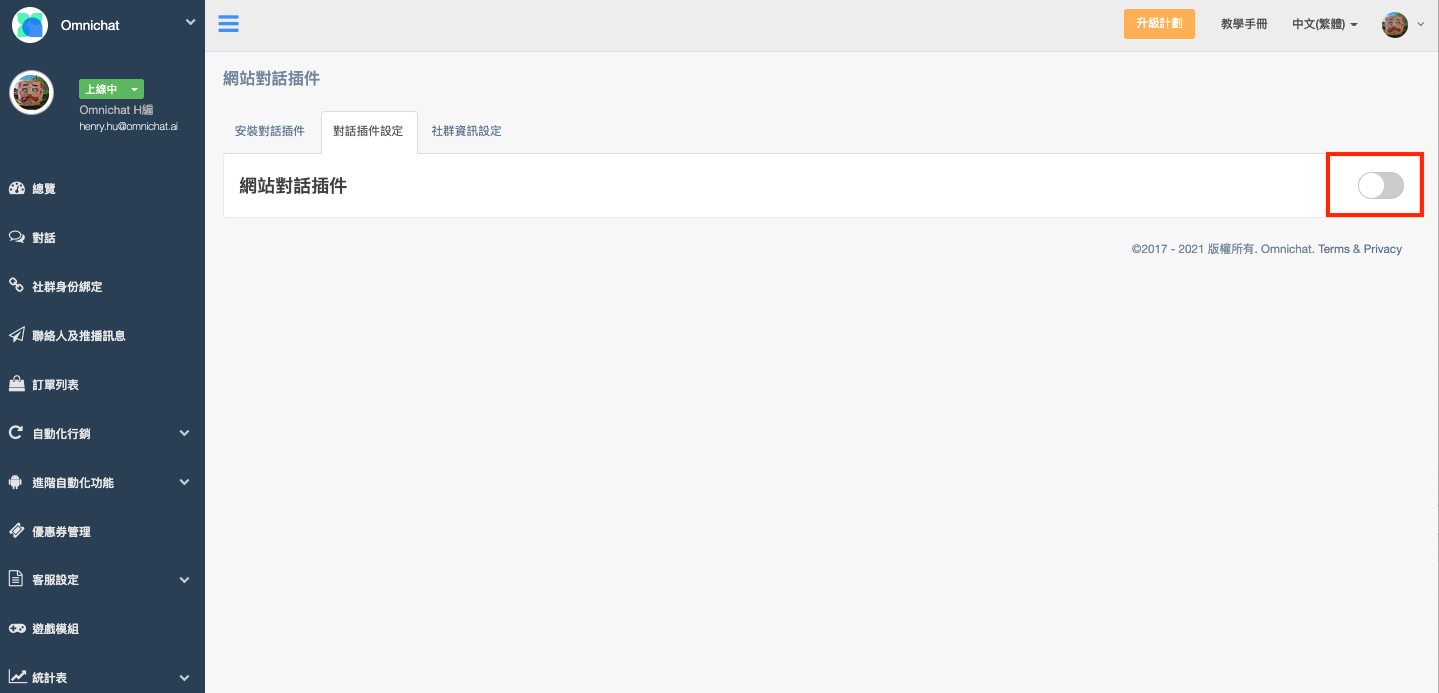 Omnichat
升級計劃
教學手冊
中文(繁體)
上線中
Omnichat H編
henry.hu@omnichat.ai
總覽
對話
社群身份綁定
聯絡人及推播訊息
訂單列表
自動化行銷
進階自動化功能
優惠券管理
客服設定
遊戲模組
統計表
網站對話插件
安裝對話插件
對話插件設定
社群資訊設定
網站對話插件
©2017 - 2021 版權所有. Omnichat. Terms & Privacy